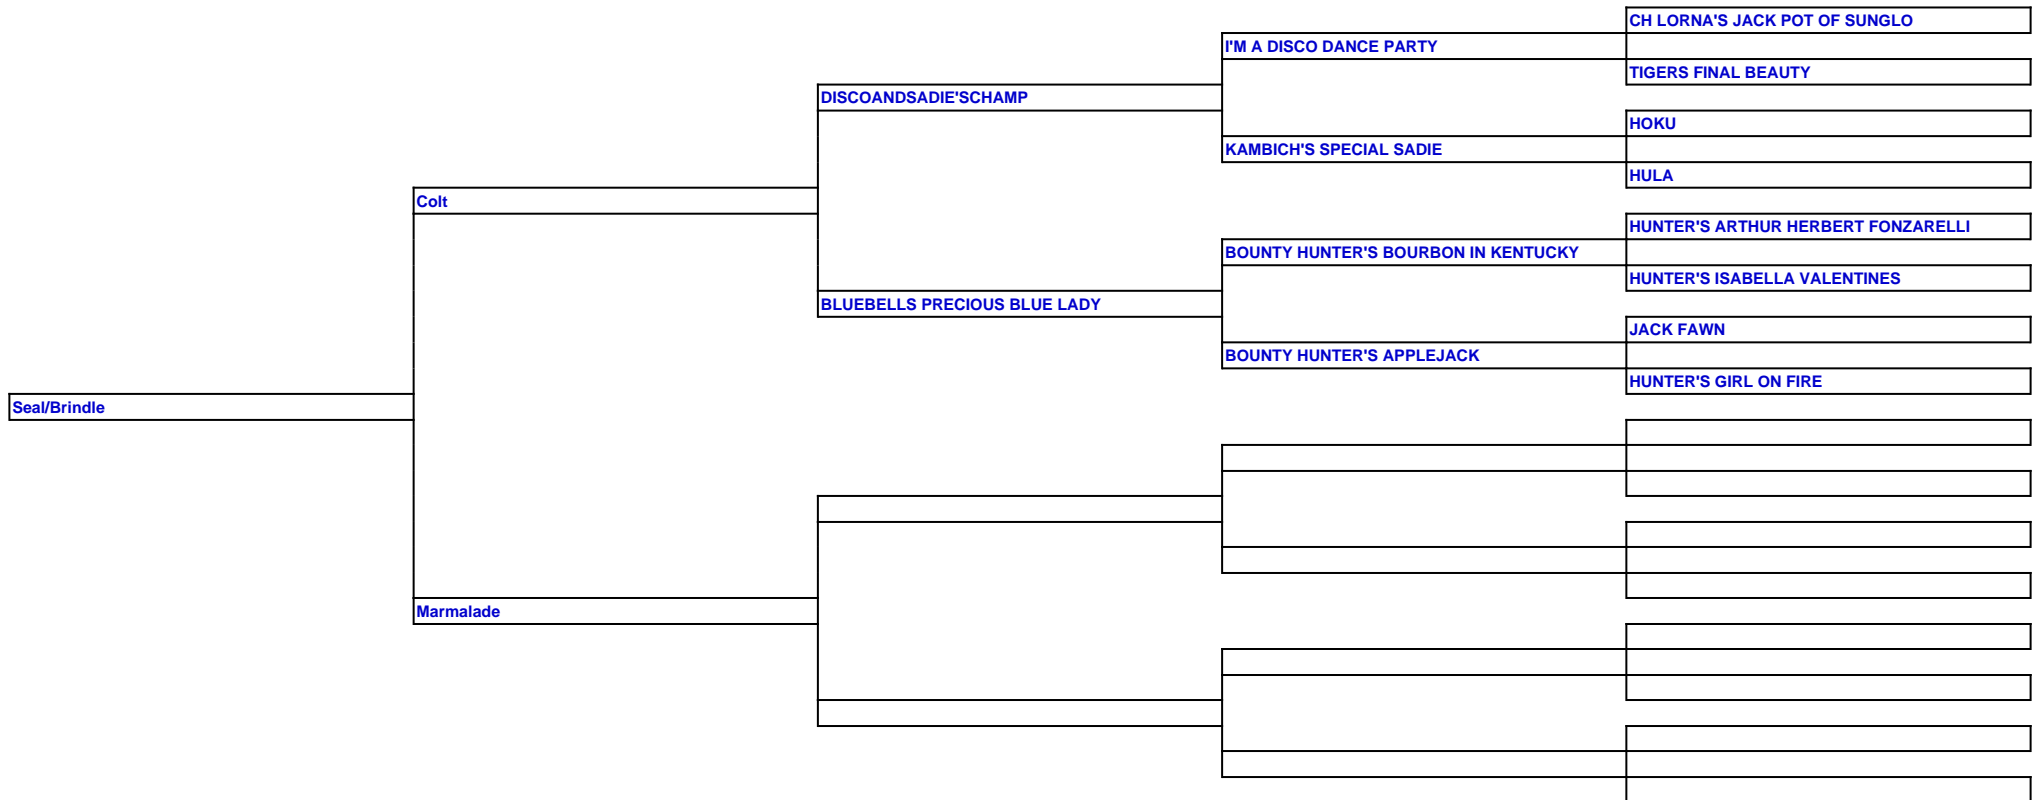 CH LORNA'S JACK POT OF SUNGLO
I'M A DISCO DANCE PARTY
TIGERS FINAL BEAUTY
DISCOANDSADIE'SCHAMP
HOKU
KAMBICH'S SPECIAL SADIE
HULA
Colt
HUNTER'S ARTHUR HERBERT FONZARELLI
BOUNTY HUNTER'S BOURBON IN KENTUCKY
HUNTER'S ISABELLA VALENTINES
BLUEBELLS PRECIOUS BLUE LADY
JACK FAWN
BOUNTY HUNTER'S APPLEJACK
HUNTER'S GIRL ON FIRE
Seal/Brindle
Marmalade